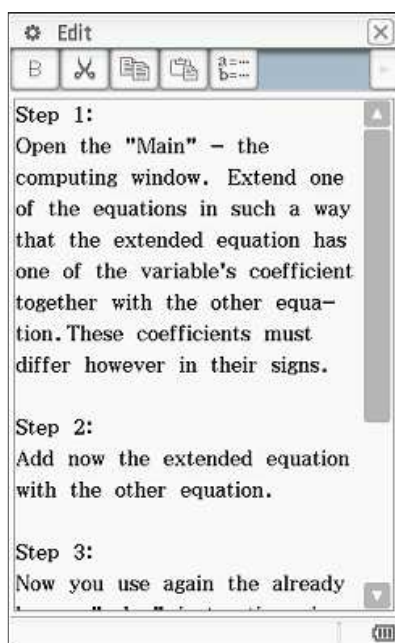 Edit
B
a=…
b=…
Step 1:
Open the "Main" – the
computing window. Extend one
of the equations in such a way
that the extended equation has
one of the variable's coefficient
together with the other equa–
tion.These coefficients must
differ however in their signs.
Step 2:
Add now the extended equation
with the other equation.
Step 3:
Now you use again the already